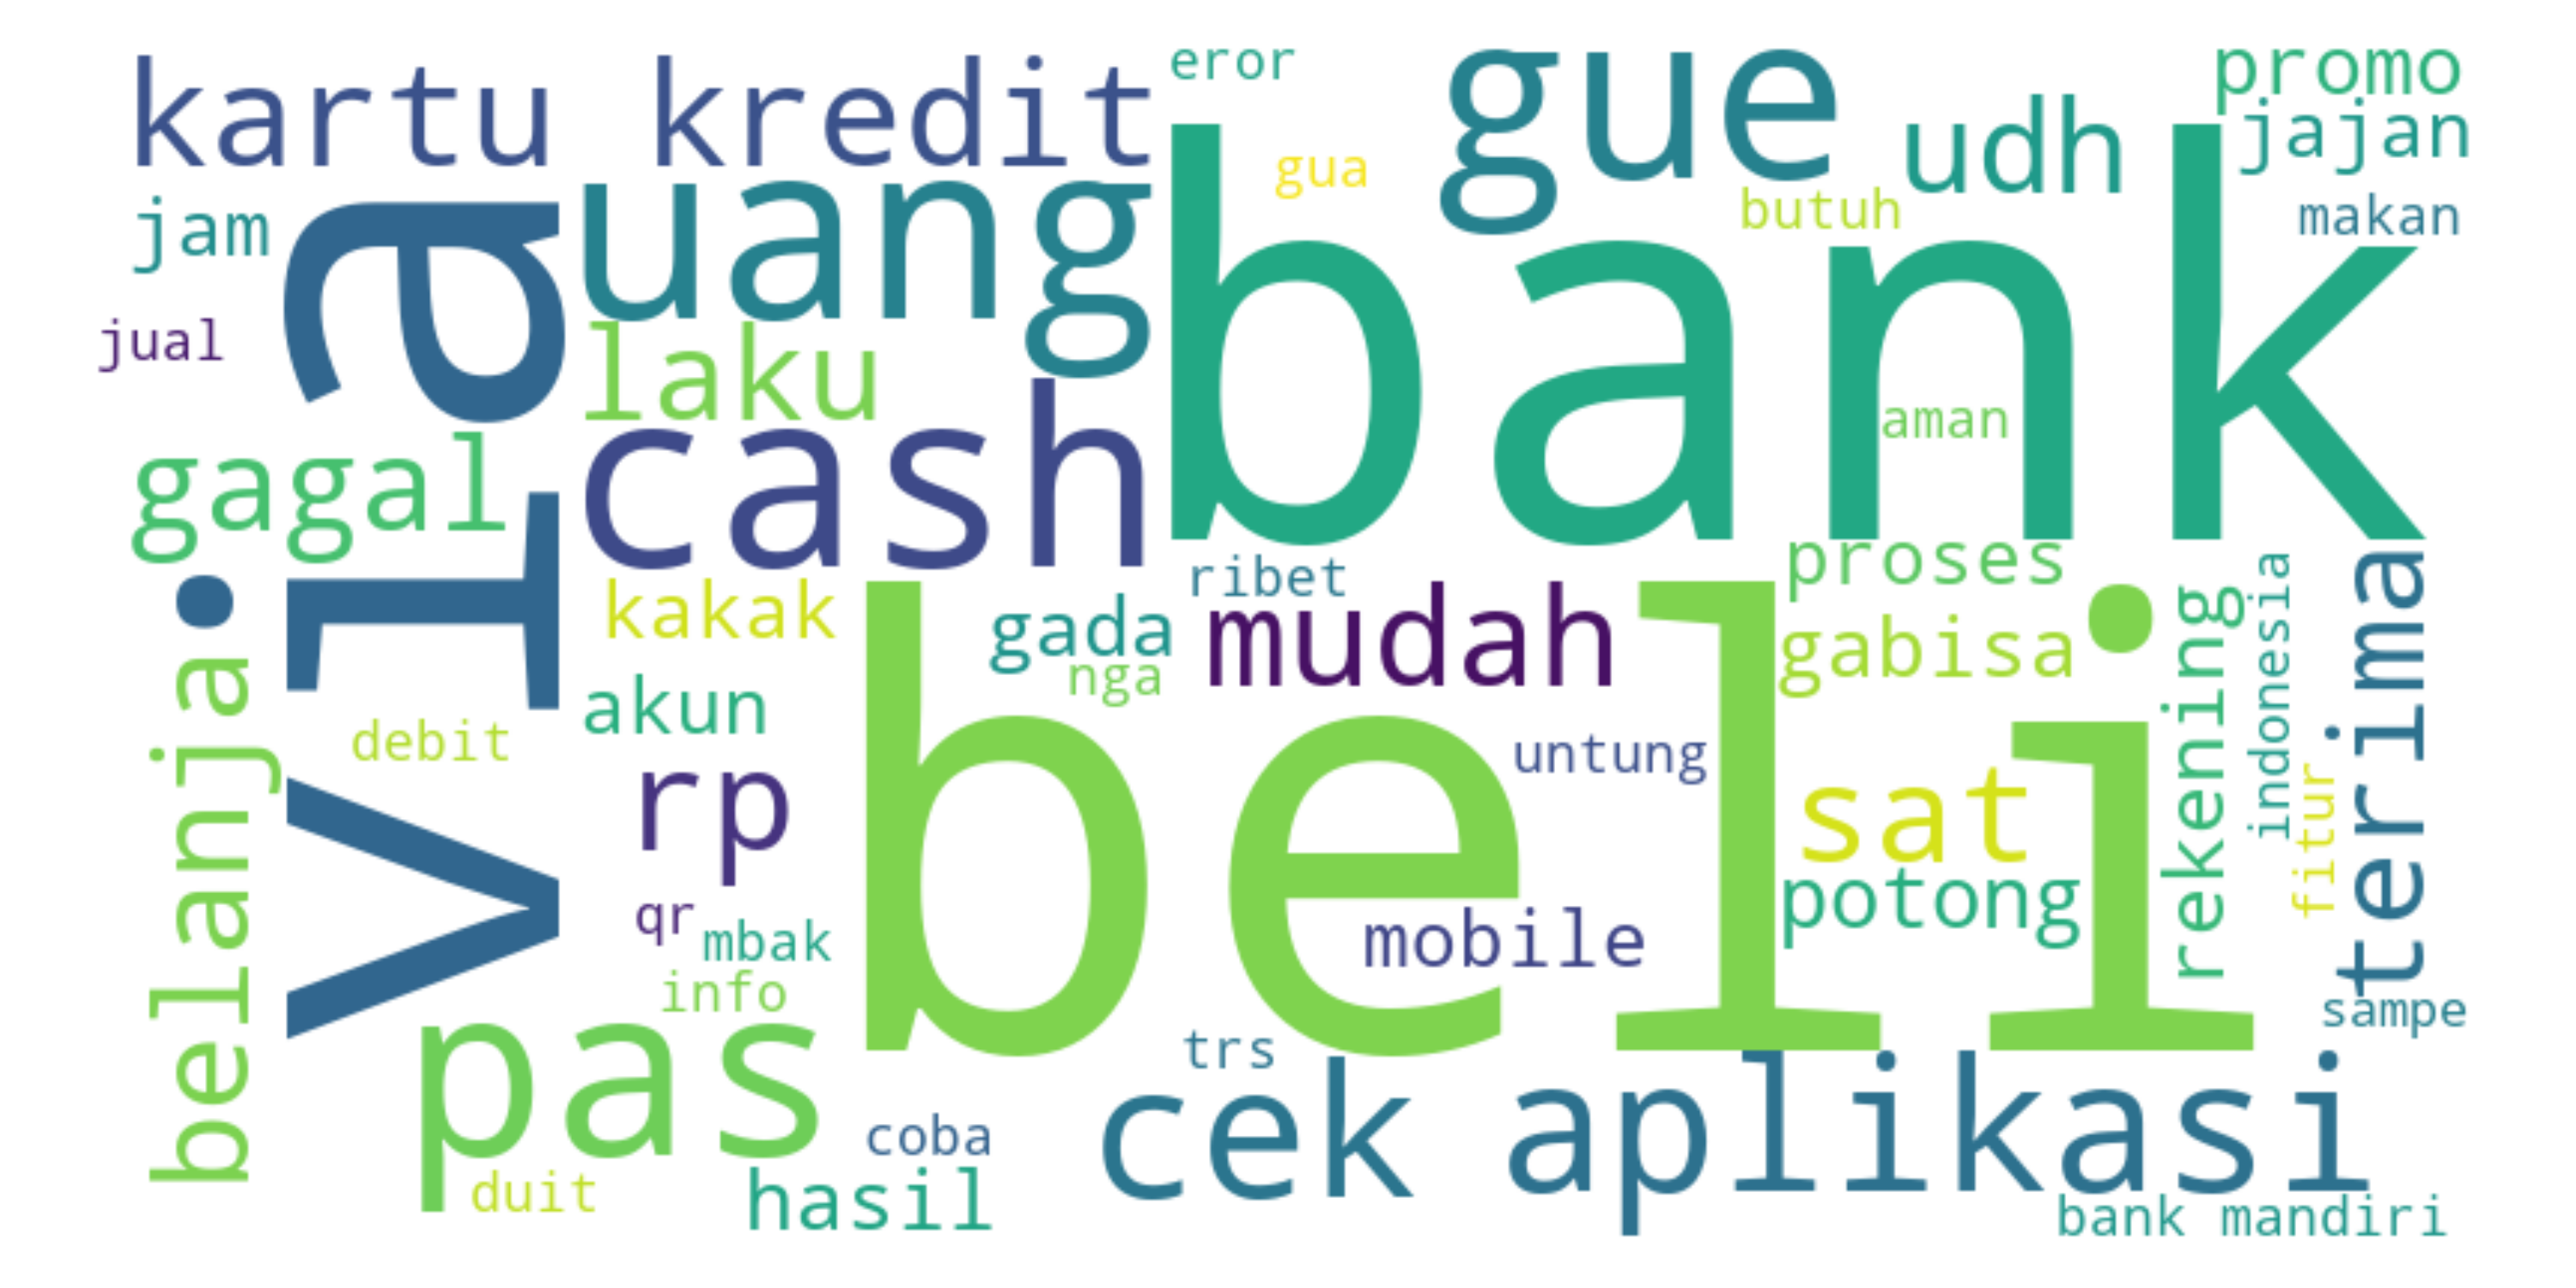 kartu kredit
eror
gue
promo
udh
jajan
gua
butuh
makan
jam
uang
bank
via
jual
laku
aman
cash
gagal
belanja
ribet
proses
kakak
gada
mudah
gabisa
nga
rekening
indonesia
terima
akun
debit
beli
untung
rp
sat
fitur
potong
qr
mbak
mobile
info
sampe
pas
trs
cek
aplikasi
coba
duit
hasil
bank mandiri